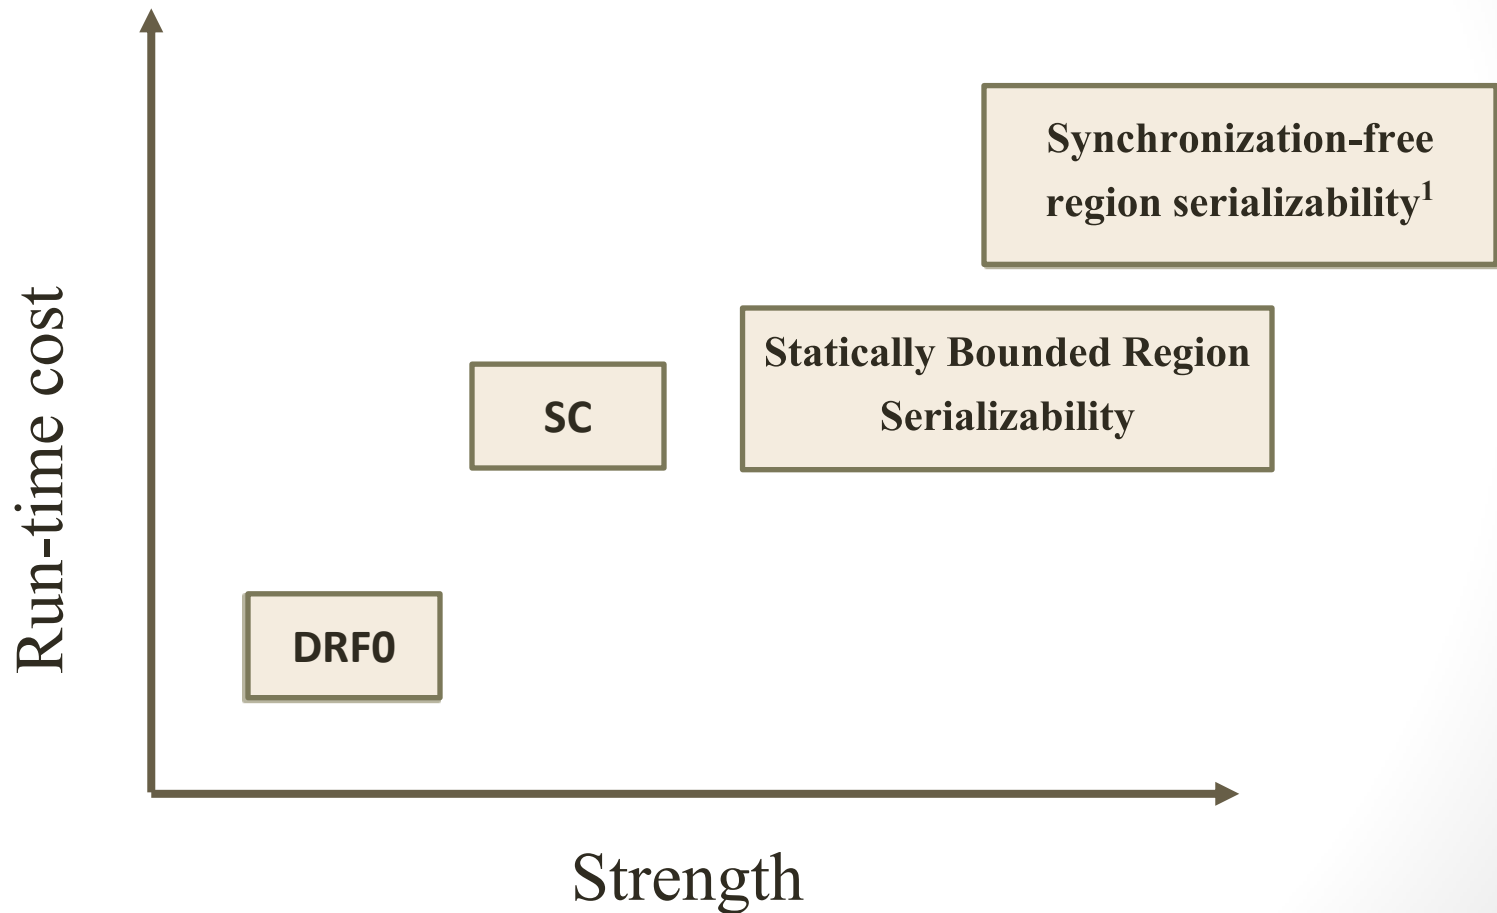 Synchronization-free
region serializability¹
Statically Bounded Region
Serializability
SC
DRF0
Run-time cost
Strength